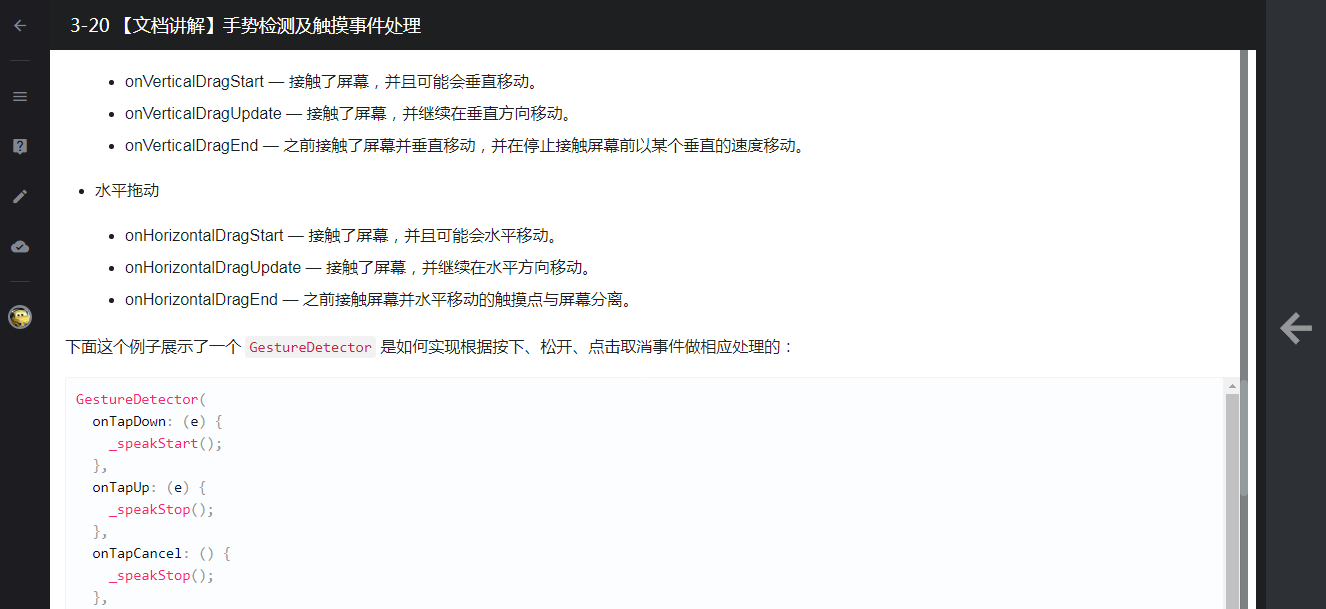 3-20 【文档讲解】手势检测及触摸事件处理
onVerticalDragStart — 接触了屏幕，并且可能会垂直移动。
onVerticalDragUpdate — 接触了屏幕，并继续在垂直方向移动。
onVerticalDragEnd — 之前接触了屏幕并垂直移动，并在停止接触屏幕前以某个垂直的速度移动。
水平拖动
onHorizontalDragStart — 接触了屏幕，并且可能会水平移动。
onHorizontalDragUpdate — 接触了屏幕，并继续在水平方向移动。
onHorizontalDragEnd — 之前接触屏幕并水平移动的触摸点与屏幕分离。
下面这个例子展示了一个 GestureDetector 是如何实现根据按下、松开、点击取消事件做相应处理的：
GestureDetector(
onTapDown: (e) {
_speakStart();
},
onTapUp: (e) {
_speakStop();
},
onTapCancel: () {
_speakStop();
},